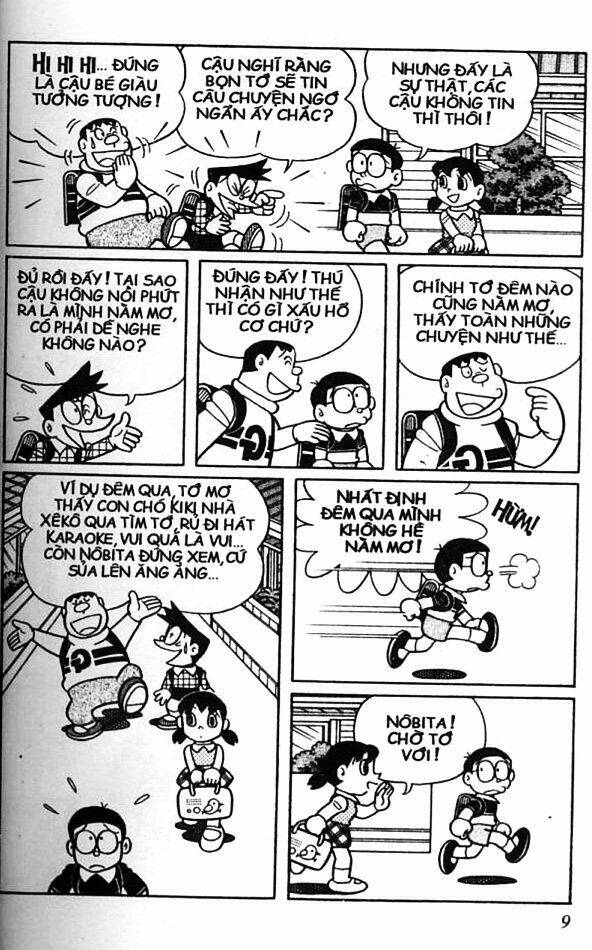 HI HI HI... ĐÚNG
LÀ CẬU BÉ GIÀU
TƯỞNG TƯỢNG!
CẬU NGHĨ RẰNG
BỌN TỚ SẼ TIN
CÂU CHUYỆN NGỚ
NGẨN ẤY CHẮC?
NHƯNG ĐẤY LÀ
SỰ THẬT, CÁC
CẬU KHÔNG TIN
THÌ THÔI!
ĐỦ RỒI ĐẤY! TẠI SAO
CẬU KHÔNG NÓI PHỨT
RA LÀ MÌNH NẰM MƠ,
CÓ PHẢI DỄ NGHE
KHÔNG NÀO?
ĐÚNG ĐẤY! THÚ
NHẬN NHƯ THẾ
THÌ CÓ GÌ XẤU HỔ
CƠ CHỨ?
CHÍNH TỚ ĐÊM NÀO
CŨNG NẰM MƠ,
THẤY TOÀN NHỮNG
CHUYỆN NHƯ THẾ...
VÍ DỤ ĐÊM QUA, TỚ MƠ
THẤY CON CHÓ KIKI NHÀ
XÊKÔ QUA TÌM TỚ, RỦ ĐI HÁT
KARAOKE, VUI QUÁ LÀ VUI...
CÒN NÔBITA ĐỨNG XEM, CỨ
SỦA LÊN ĂNG ẲNG...
NHẤT ĐỊNH
ĐÊM QUA MÌNH
KHÔNG HỀ
NẰM MƠ!
HỪM!
NÔBITA!
CHỜ TỚ
VỚI!
9